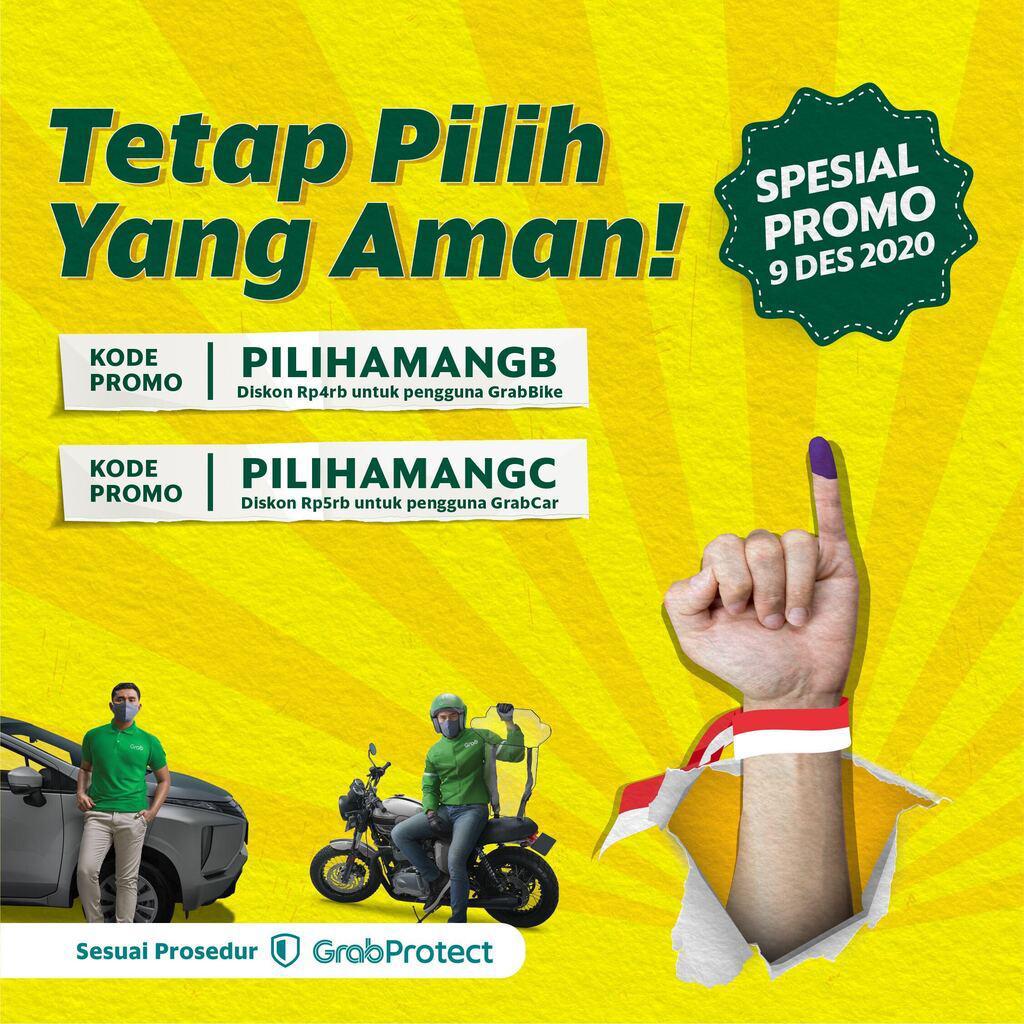 Tetap Pilih
Yang Aman!
SPESIAL
PROMO
9 DES 2020
KODE
PROMO
PILIHAMANGB
Diskon Rp4rb untuk pengguna GrabBike
KODE
PROMO
PILIHAMANGC
Diskon Rp5rb untuk pengguna GrabCar
Grab
Grab
Sesuai Prosedur GrabProtect